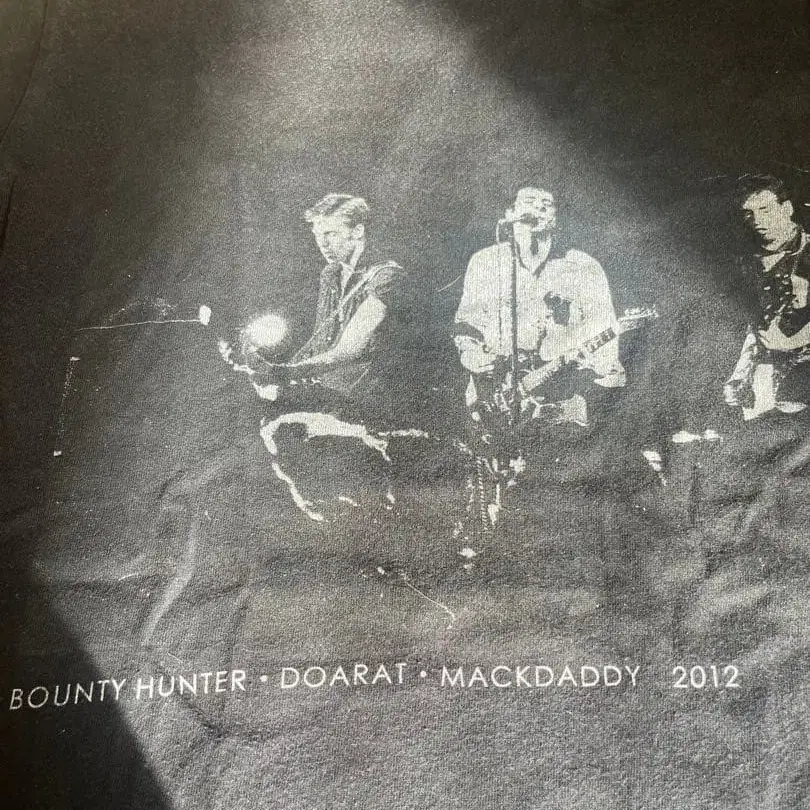 BOUNTY HUNTER • DOARAT • MACKDADDY 2012